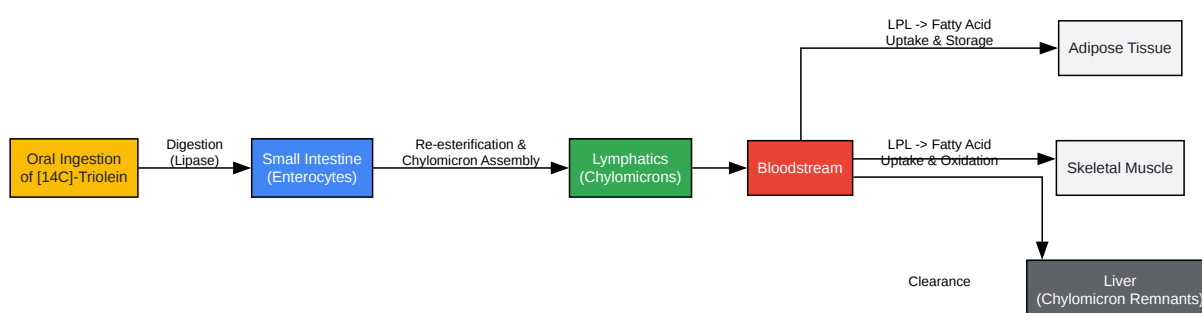 Oral Ingestion
of [14C]-Triolein
Digestion
(Lipase)
Small Intestine
(Enterocytes)
Re-esterification &
Chylomicron Assembly
Lymphatics
(Chylomicrons)
Bloodstream
LPL -> Fatty Acid
Uptake & Storage
Adipose Tissue
LPL -> Fatty Acid
Uptake & Oxidation
Skeletal Muscle
Clearance
Liver
(Chylomicron Remnants)